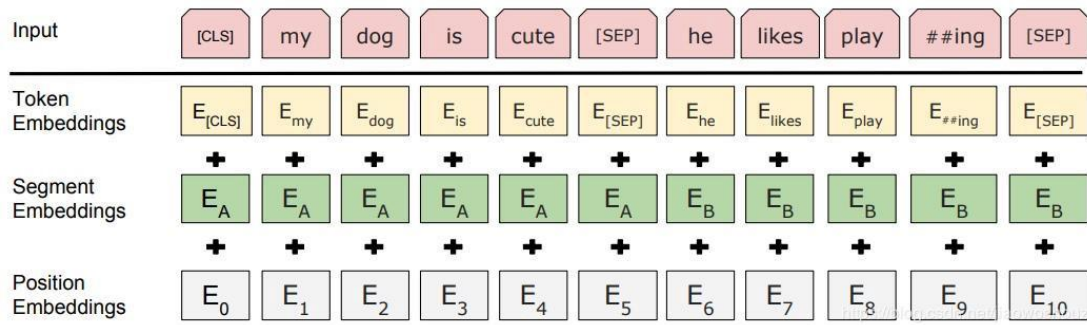 Input [CLS] my dog is cute [SEP] he likes play ##ing [SEP]
Token Embeddings E[CLS] Emy Edog Eis Ecute E[SEP] Ehe Elikes Eplay E##ing E[SEP]
+ + + + + + + + + + +
Segment Embeddings EA EA EA EA EA EA EB EB EB EB EB
+ + + + + + + + + + +
Position Embeddings E0 E1 E2 E3 E4 E5 E6 E7 E8 E9 E10